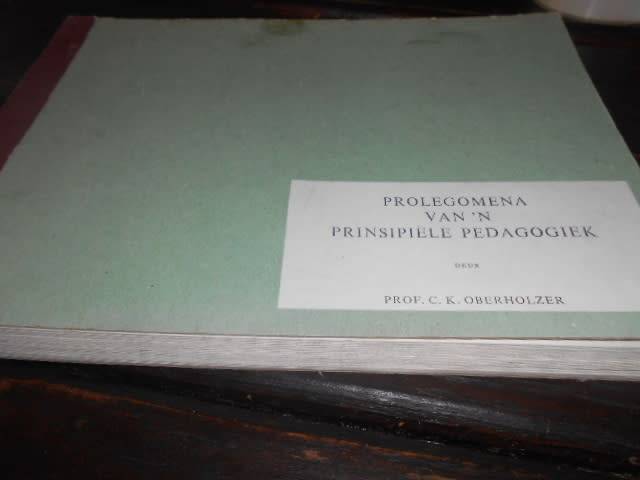 PROLEGOMENA
VAN 'N
PRINSIPIËLE PEDAGOGIEK
DEUR
PROF. C. K. OBERHOLZER